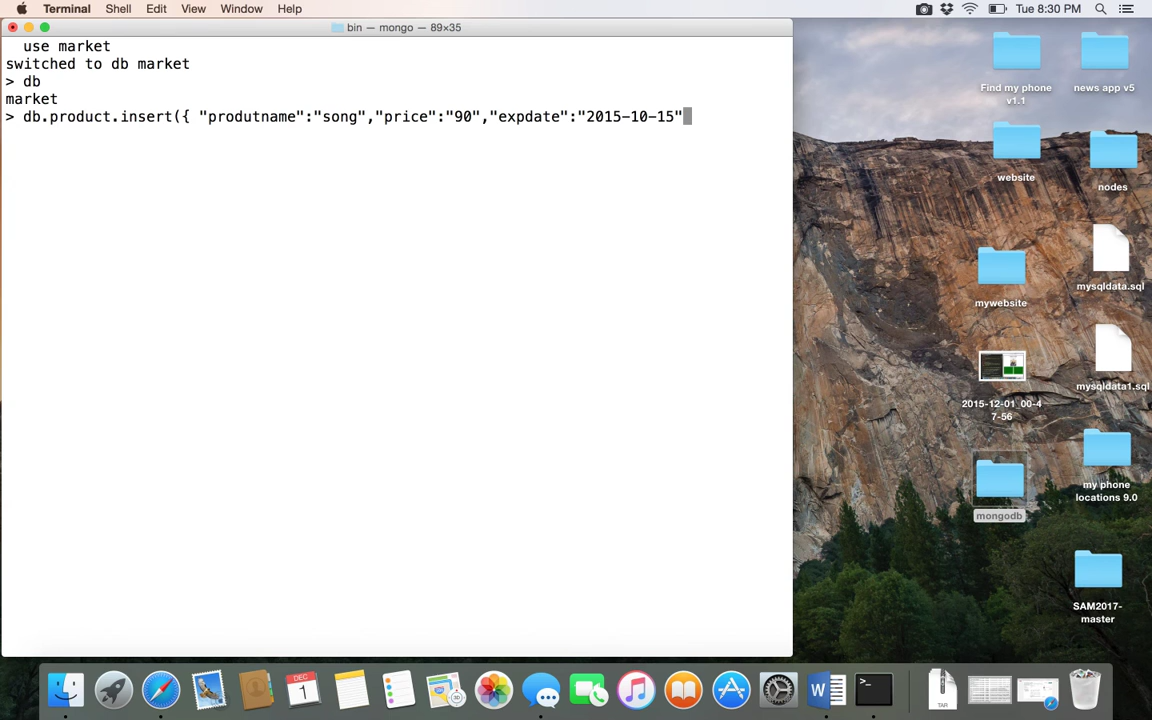 Terminal Shell Edit View Window Help
Tue 8:30 PM
bin — mongo — 89×35
use market
switched to db market
> db
market
> db.product.insert({ "produtname":"song","price":"90","expdate":"2015-10-15"
Find my phone
v1.1
news app v5
website
nodes
mysqldata.sql
mywebsite
mysqldata1.sql
2015-12-01 00-4
7-56
my phone
locations 9.0
mongodb
SAM2017-
master
DEC
1
W
>_
TAR